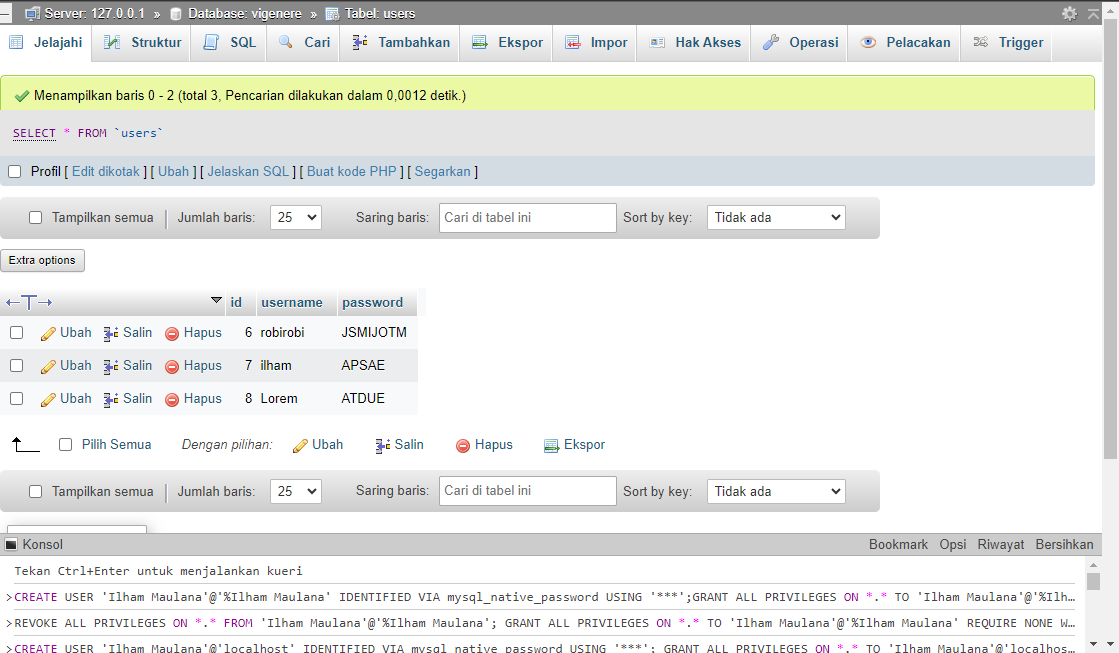 Server: 127.0.0.1 » Database: vigenere » Tabel: users
Jelajahi Struktur SQL Cari Tambahkan Ekspor Impor Hak Akses Operasi Pelacakan Trigger
Menampilkan baris 0 - 2 (total 3, Pencarian dilakukan dalam 0,0012 detik.)
SELECT * FROM `users`
Profil [ Edit dikotak ] [ Ubah ] [ Jelaskan SQL ] [ Buat kode PHP ] [ Segarkan ]
Tampilkan semua Jumlah baris: 25 Saring baris: Cari di tabel ini Sort by key: Tidak ada
Extra options
←T→ id username password
Ubah Salin Hapus 6 robirobi JSMIJOTM
Ubah Salin Hapus 7 ilham APSAE
Ubah Salin Hapus 8 Lorem ATDUE
Pilih Semua Dengan pilihan: Ubah Salin Hapus Ekspor
Tampilkan semua Jumlah baris: 25 Saring baris: Cari di tabel ini Sort by key: Tidak ada
Konsol Bookmark Opsi Riwayat Bersihkan
Tekan Ctrl+Enter untuk menjalankan kueri
>CREATE USER 'Ilham Maulana'@'%Ilham Maulana' IDENTIFIED VIA mysql_native_password USING '***';GRANT ALL PRIVILEGES ON *.* TO 'Ilham Maulana'@'%Ilh…
>REVOKE ALL PRIVILEGES ON *.* FROM 'Ilham Maulana'@'%Ilham Maulana'; GRANT ALL PRIVILEGES ON *.* TO 'Ilham Maulana'@'%Ilham Maulana' REQUIRE NONE W…
>CREATE USER 'Ilham Maulana'@'localhost' IDENTIFIED VIA mysql_native_password USING '***'; GRANT ALL PRIVILEGES ON *.* TO 'Ilham Maulana'@'localhos…